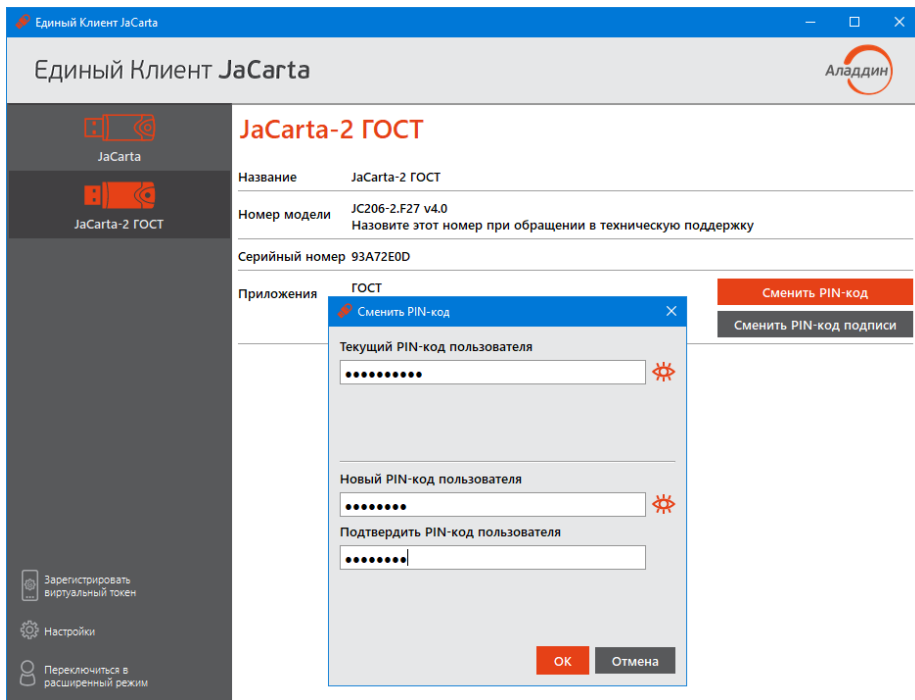 Единый Клиент JaCarta
Единый Клиент JaCarta
Аладдин
JaCarta
JaCarta-2 ГОСТ
JaCarta-2 ГОСТ
Название JaCarta-2 ГОСТ
Номер модели JC206-2.F27 v4.0
Назовите этот номер при обращении в техническую поддержку
Серийный номер 93A72E0D
Приложения ГОСТ
Сменить PIN-код
Сменить PIN-код подписи
Сменить PIN-код
Текущий PIN-код пользователя
••••••••••
Новый PIN-код пользователя
••••••••
Подтвердить PIN-код пользователя
••••••••
ОК Отмена
Зарегистрировать
виртуальный токен
Настройки
Переключиться в
расширенный режим